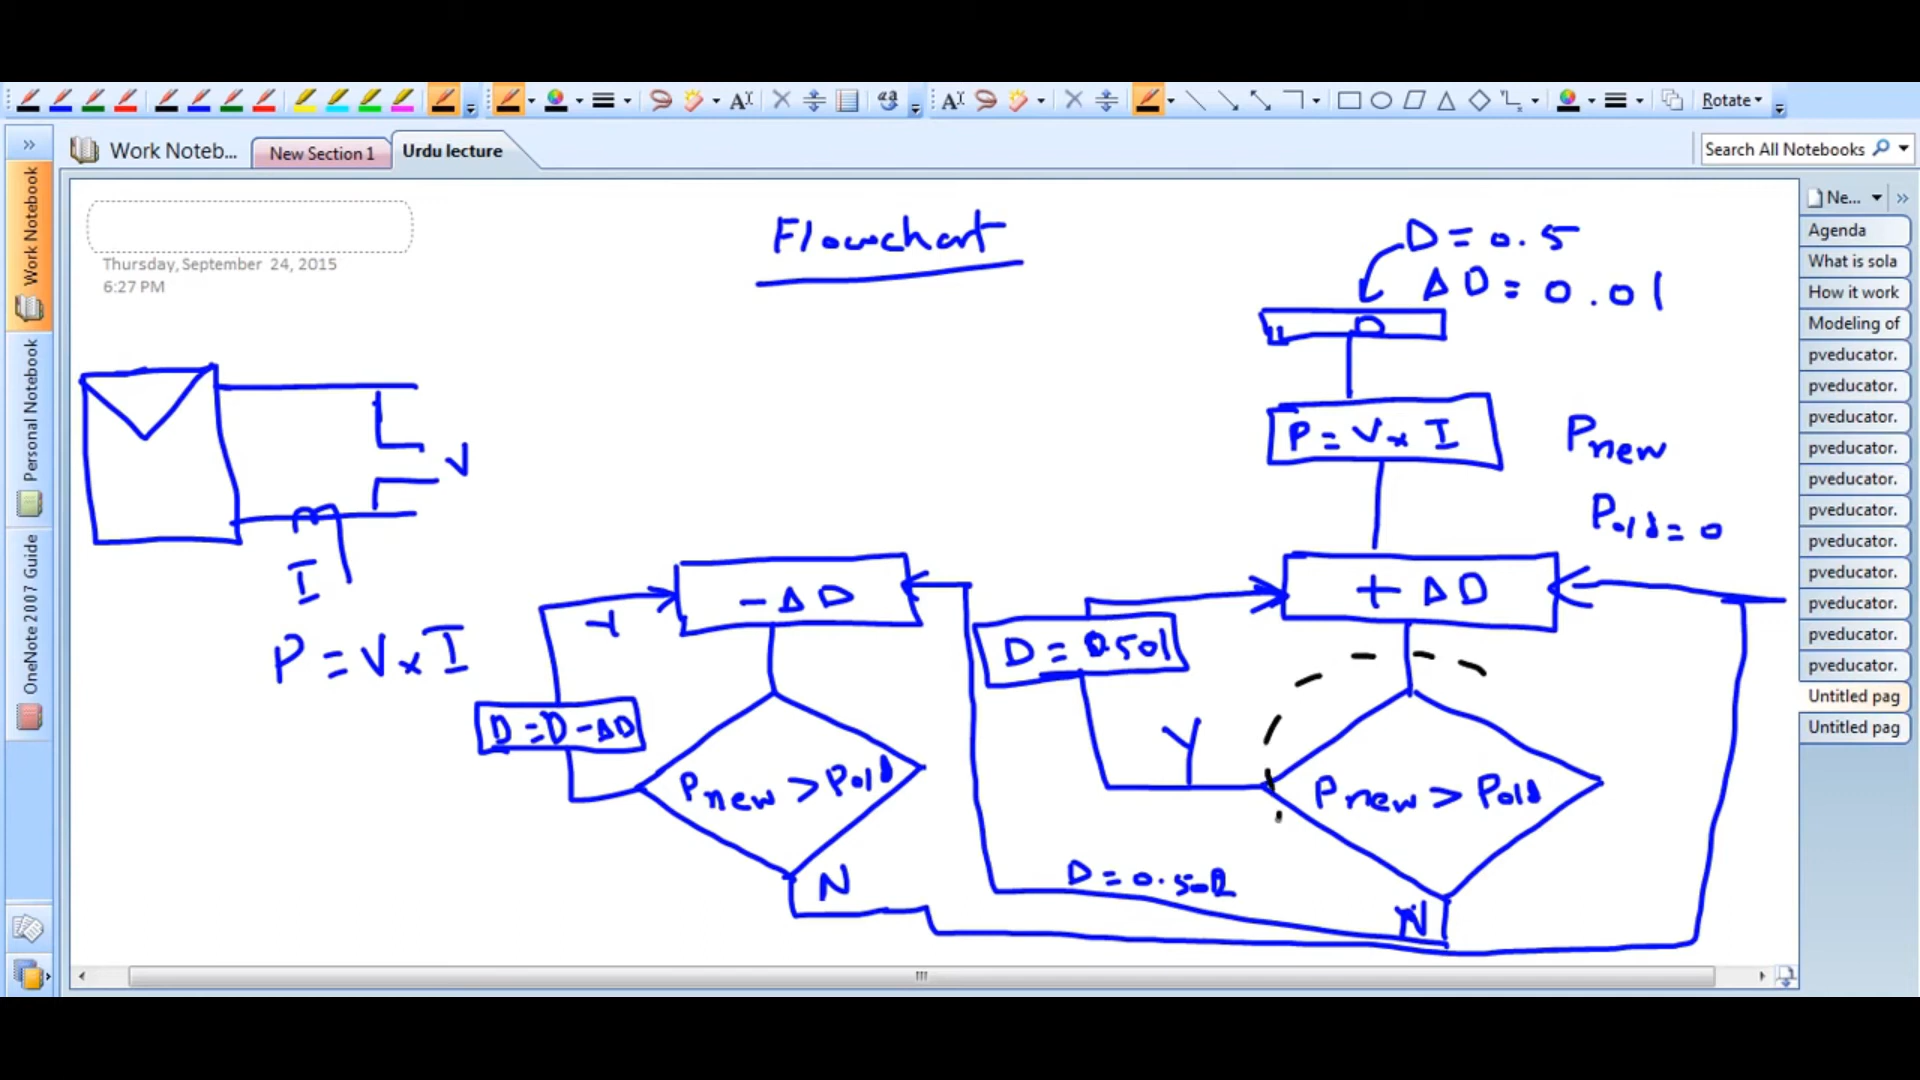 Rotate
Work Noteb...
New Section 1
Urdu lecture
Search All Notebooks
Work Notebook
Personal Notebook
OneNote 2007 Guide
Thursday, September 24, 2015
6:27 PM
Flowchart
D = 0.5
ΔD = 0.01
P = V x I
Pnew
Pold = 0
V
I
P = V x I
- ΔD
+ ΔD
Y
D = 0.501
D = D - ΔD
Y
Pnew > Pold
Pnew > Pold
N
D = 0.502
N
Ne...
Agenda
What is sola
How it work
Modeling of
pveducator.
pveducator.
pveducator.
pveducator.
pveducator.
pveducator.
pveducator.
pveducator.
pveducator.
pveducator.
pveducator.
Untitled pag
Untitled pag